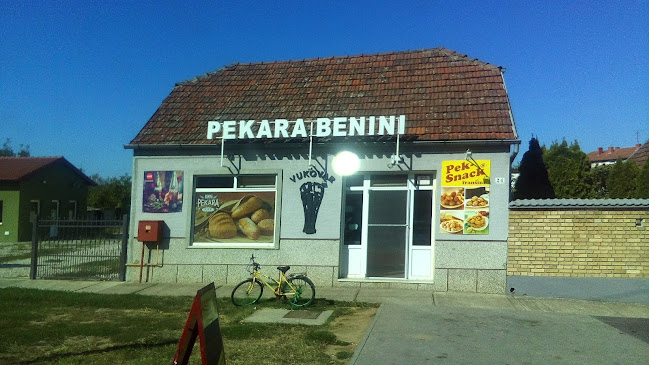 PEKARA BENINI
VUKOVAR
PEKARA
Pek
Snack